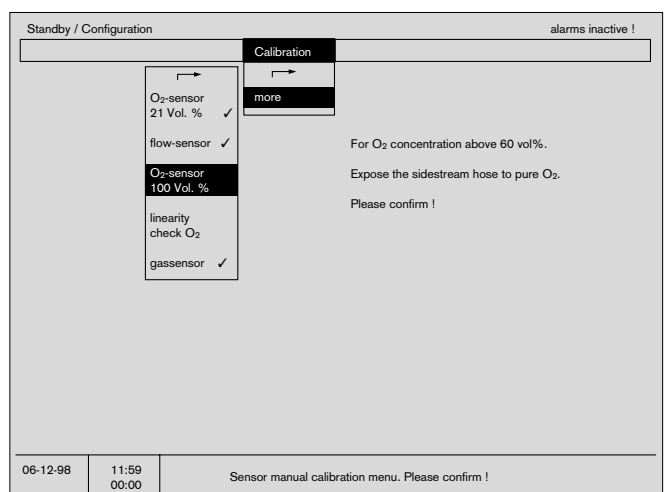 Standby / Configuration alarms inactive !
Calibration
O₂-sensor
21 Vol. % ✓
flow-sensor ✓
O₂-sensor
100 Vol. %
linearity
check O₂
gassensor ✓
more
For O₂ concentration above 60 vol%.
Expose the sidestream hose to pure O₂.
Please confirm !
06-12-98
11:59
00:00
Sensor manual calibration menu. Please confirm !